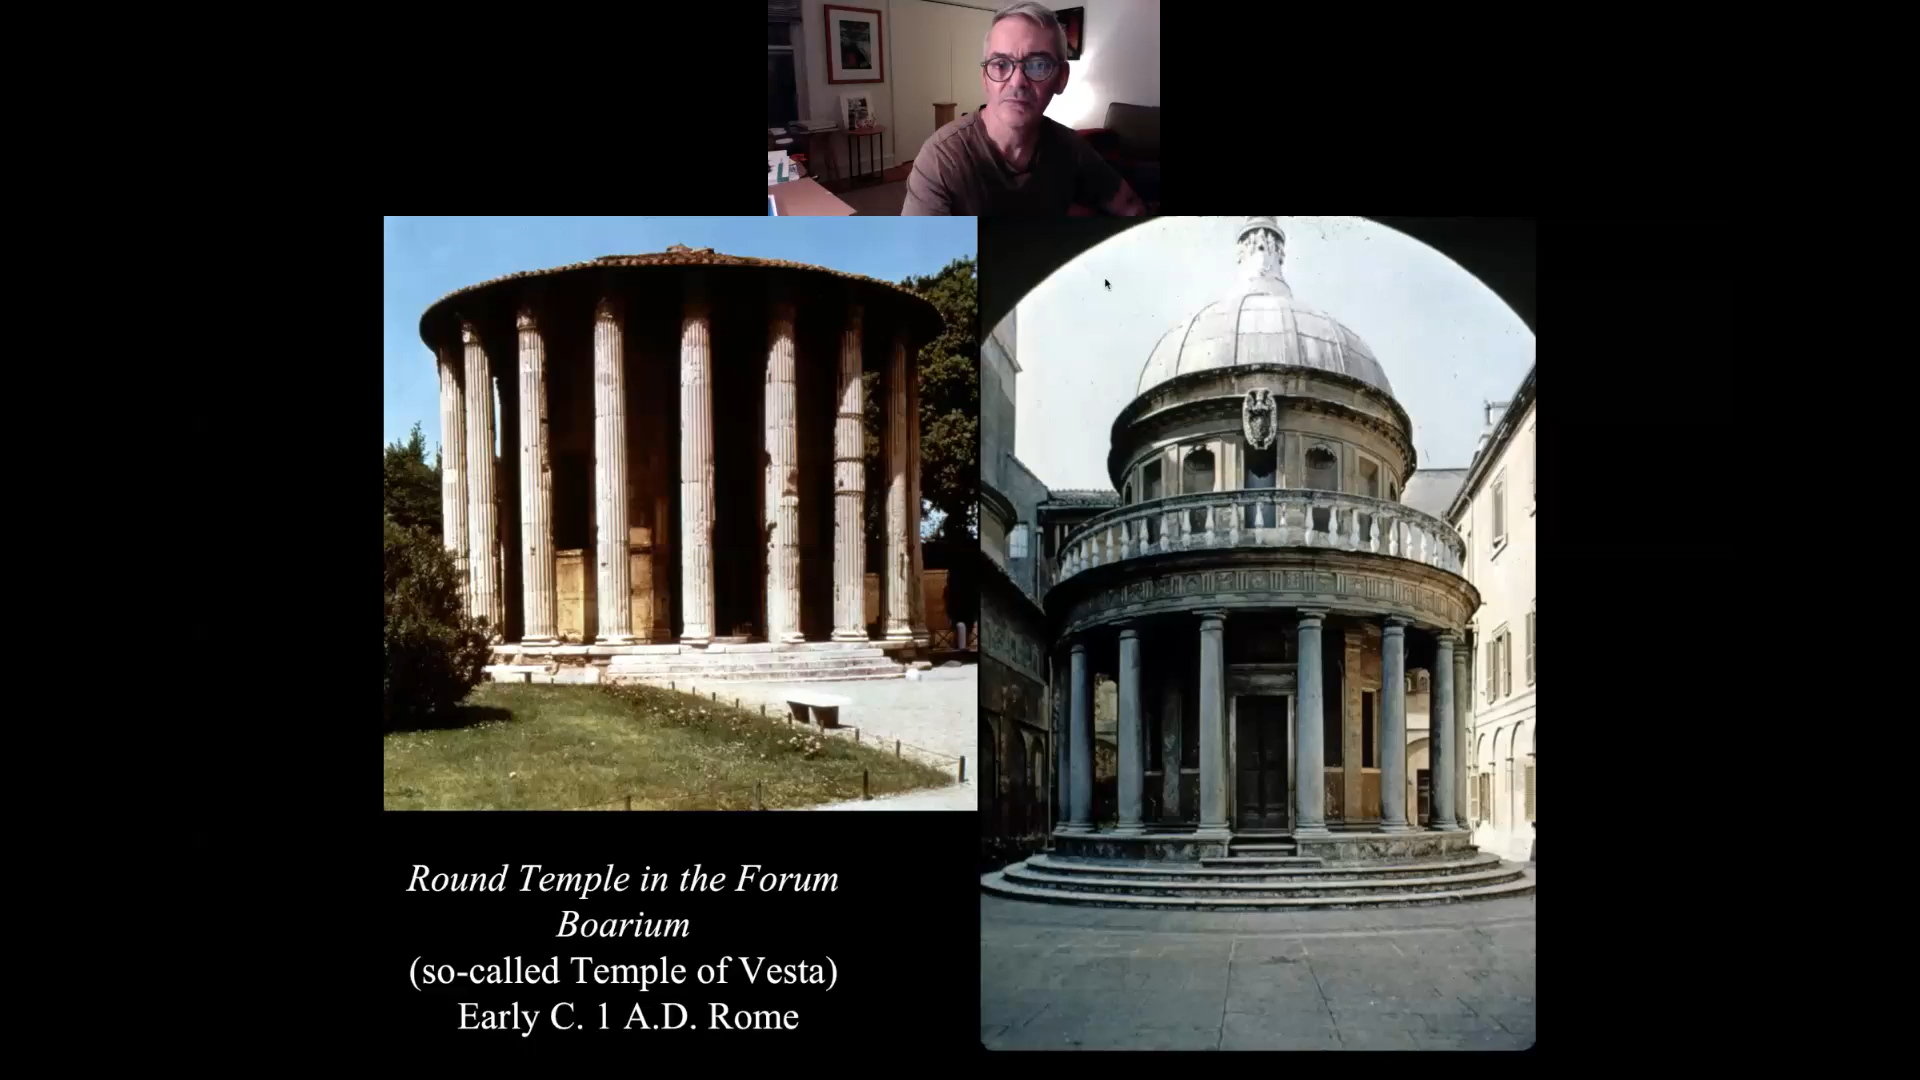 Round Temple in the Forum
Boarium
(so-called Temple of Vesta)
Early C. 1 A.D. Rome